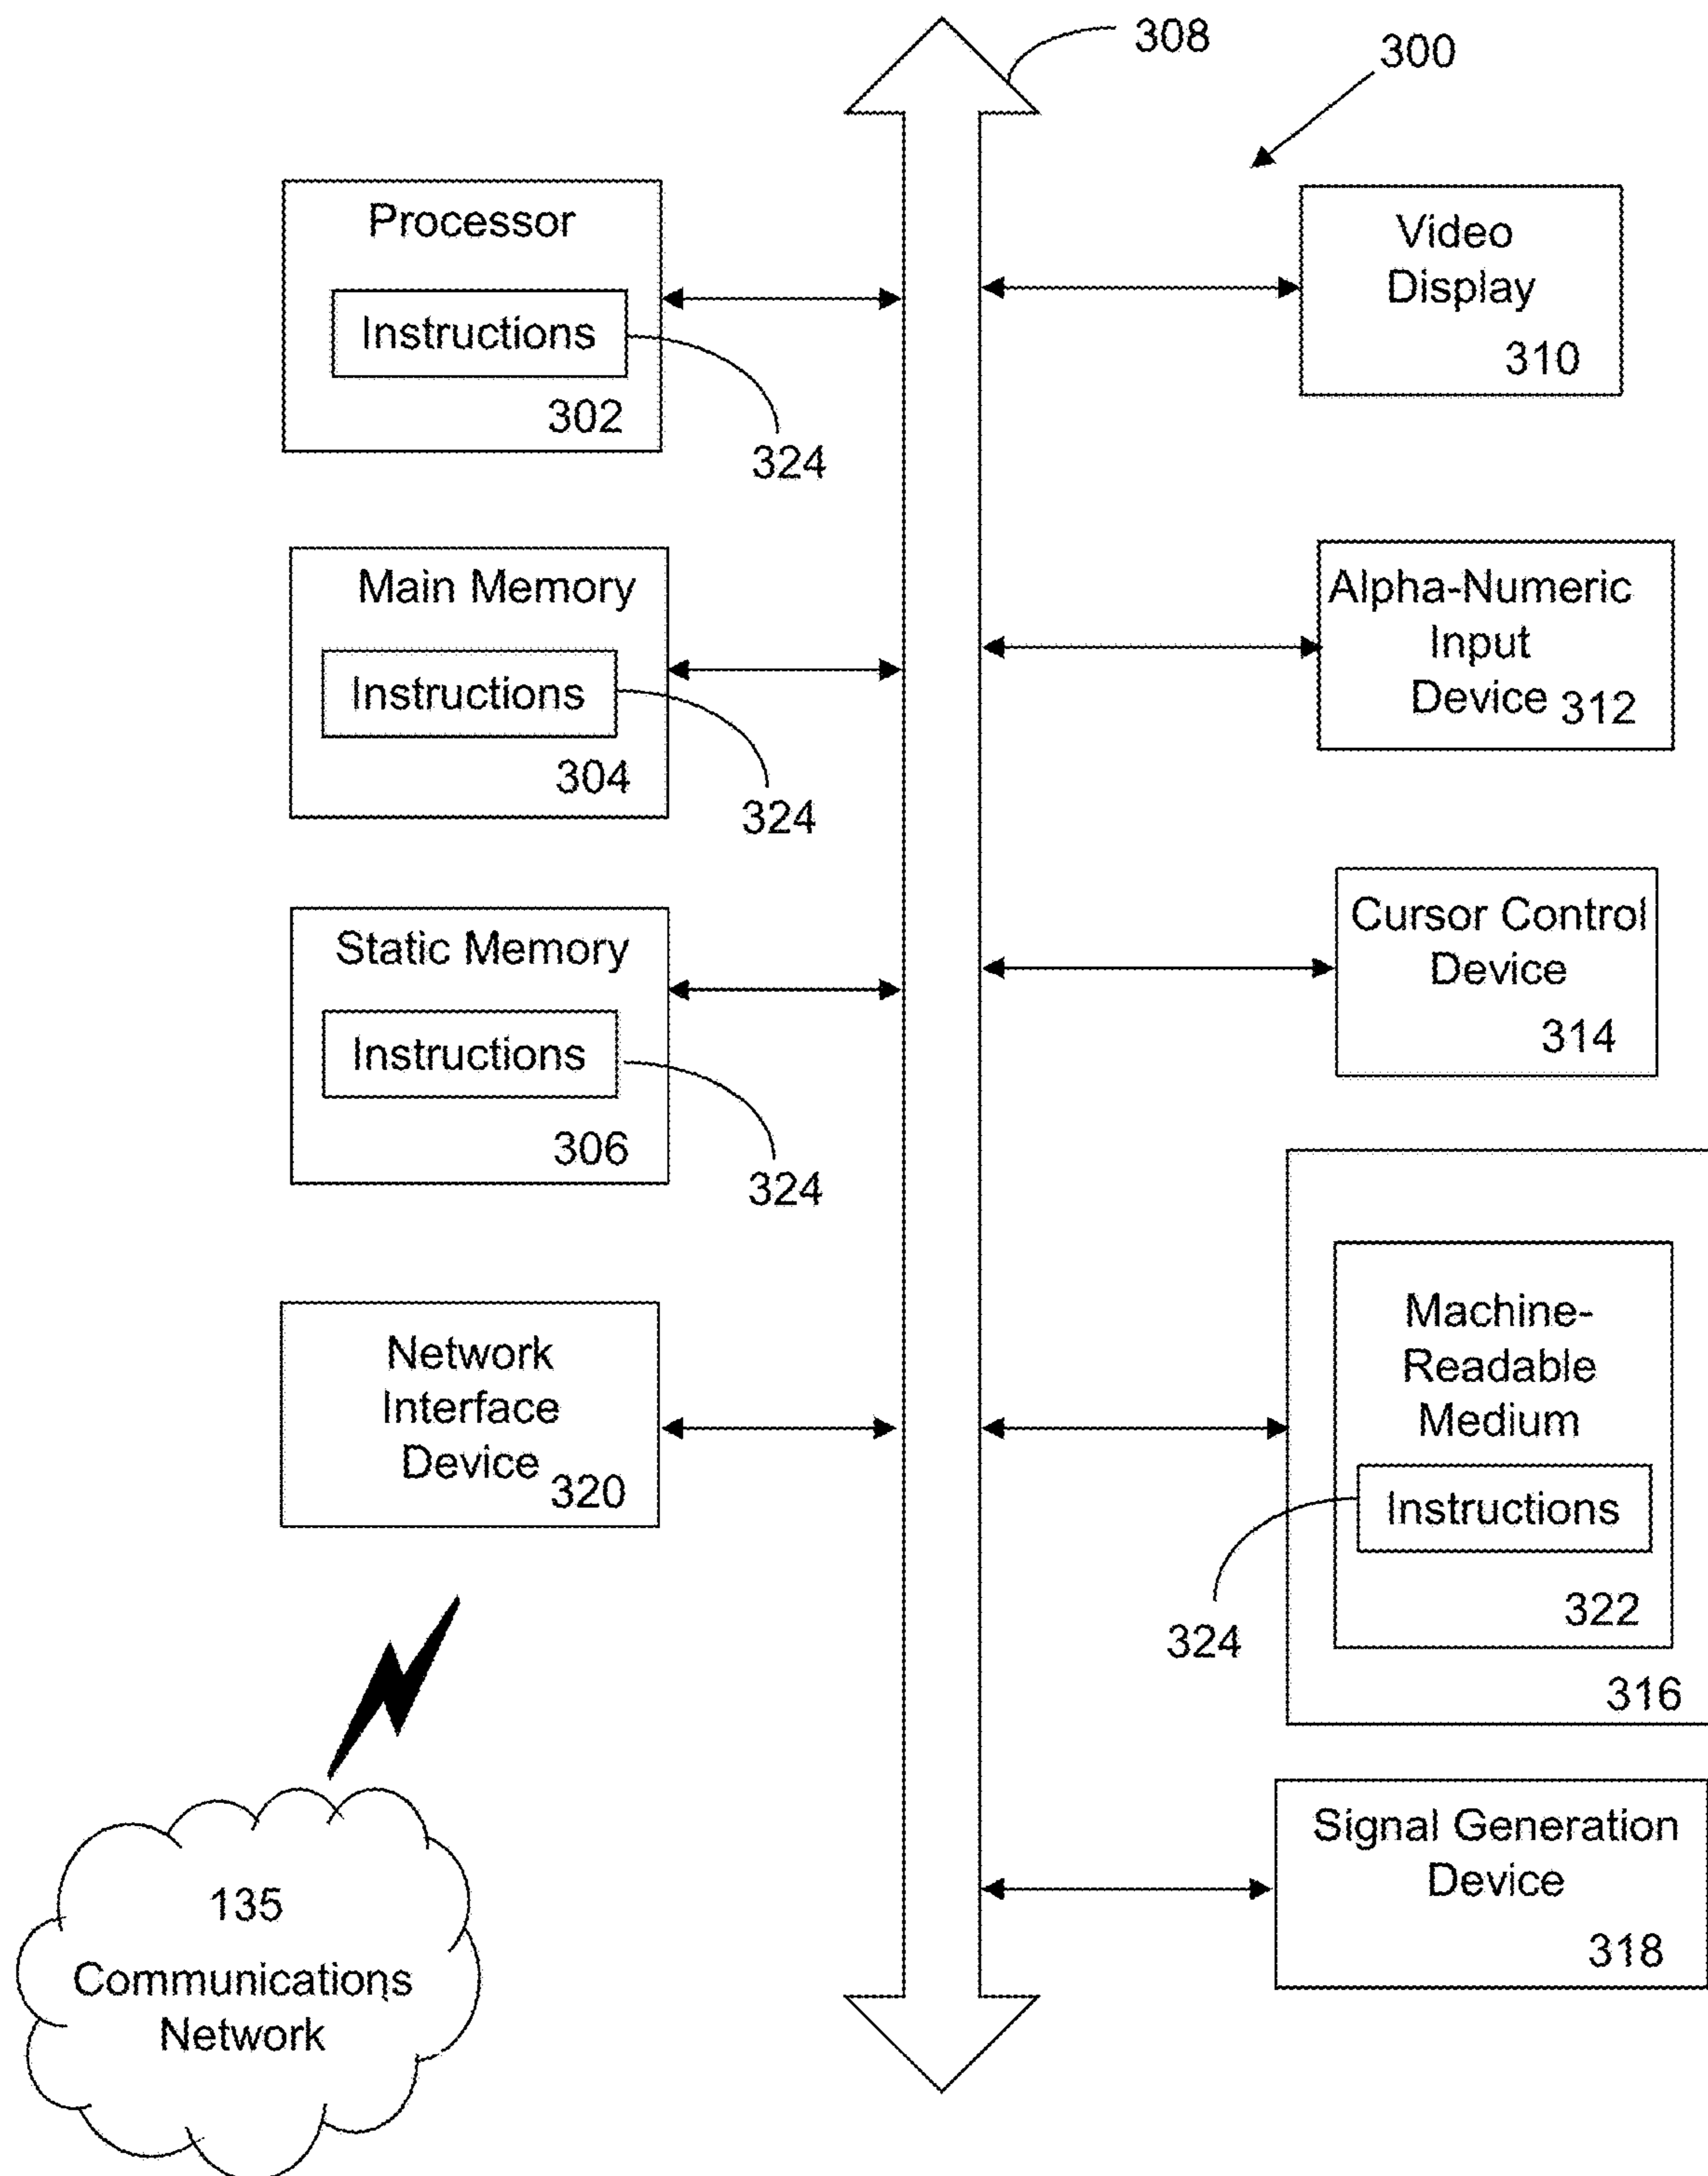 308
300
Processor
Instructions
302
324
Video
Display
310
Main Memory
Instructions
304
324
Alpha-Numeric
Input
Device 312
Static Memory
Instructions
306
324
Cursor Control
Device
314
Network
Interface
Device 320
Machine-
Readable
Medium
Instructions
322
324
316
135
Communications
Network
Signal Generation
Device
318